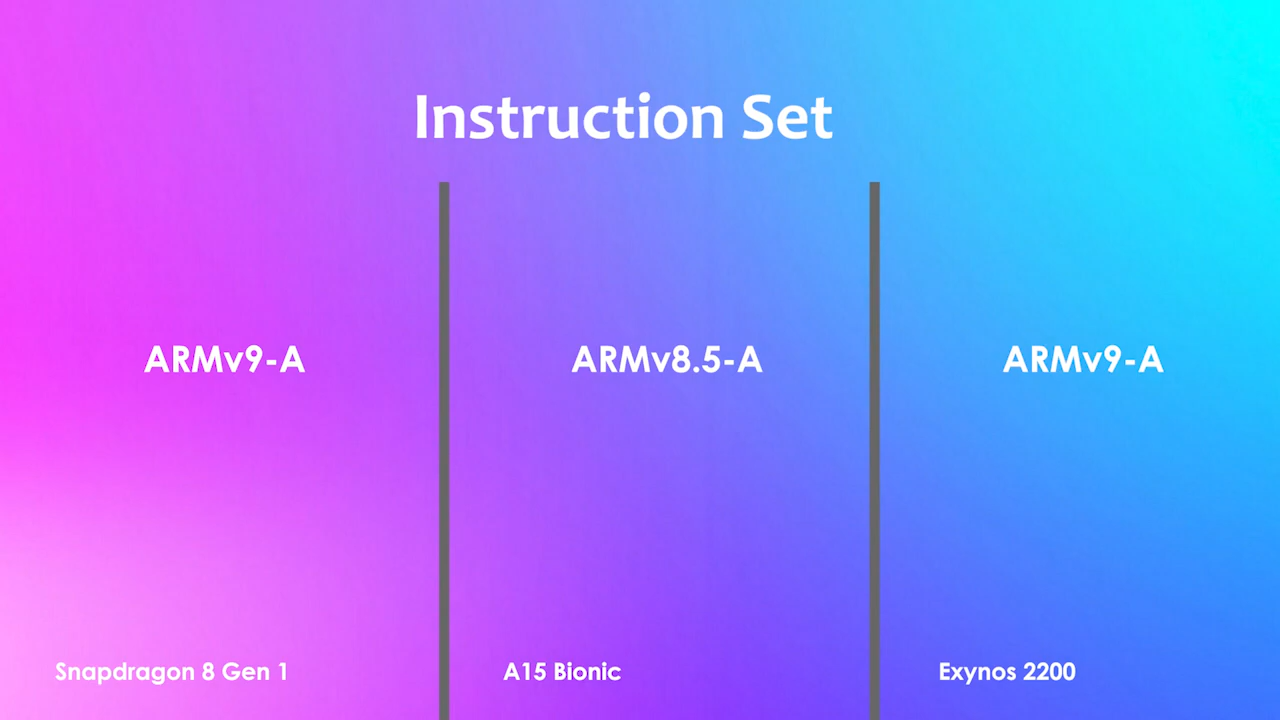 Instruction Set
ARMv9-A
ARMv8.5-A
ARMv9-A
Snapdragon 8 Gen 1
A15 Bionic
Exynos 2200